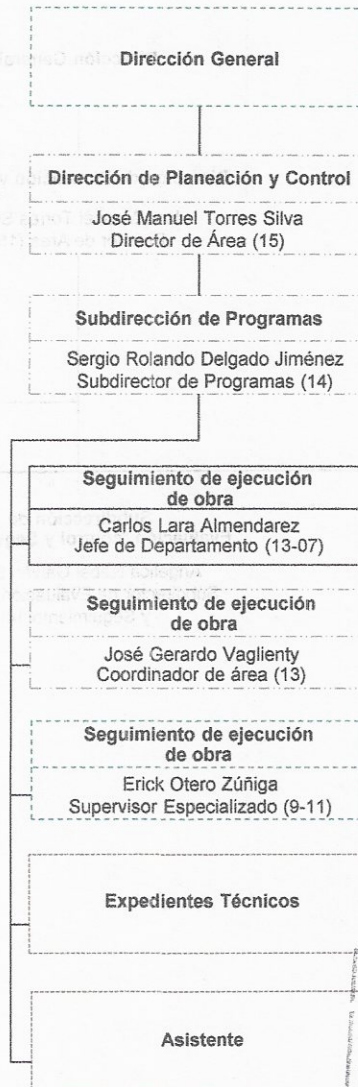 Dirección General
Dirección de Planeación y Control
José Manuel Torres Silva
Director de Área (15)
Subdirección de Programas
Sergio Rolando Delgado Jiménez
Subdirector de Programas (14)
Seguimiento de ejecución
de obra
Carlos Lara Almendarez
Jefe de Departamento (13-07)
Seguimiento de ejecución
de obra
José Gerardo Vaglienty
Coordinador de área (13)
Seguimiento de ejecución
de obra
Erick Otero Zúñiga
Supervisor Especializado (9-11)
Expedientes Técnicos
Asistente